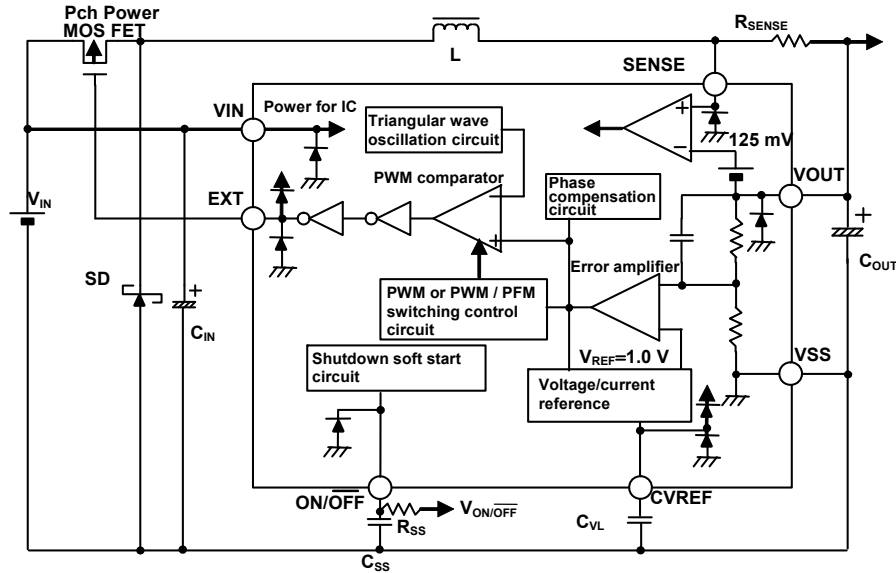 Pch Power
MOS FET
L
RSENSE
SENSE
VIN
Power for IC
Triangular wave
oscillation circuit
+
−
125 mV
VOUT
PWM comparator
Phase
compensation
circuit
EXT
VIN
+
+
COUT
Error amplifier
SD
+
CIN
PWM or PWM / PFM
switching control
circuit
VSS
VREF=1.0 V
Shutdown soft start
circuit
Voltage/current
reference
ON/OFF
CVREF
VON/OFF
RSS
CVL
CSS